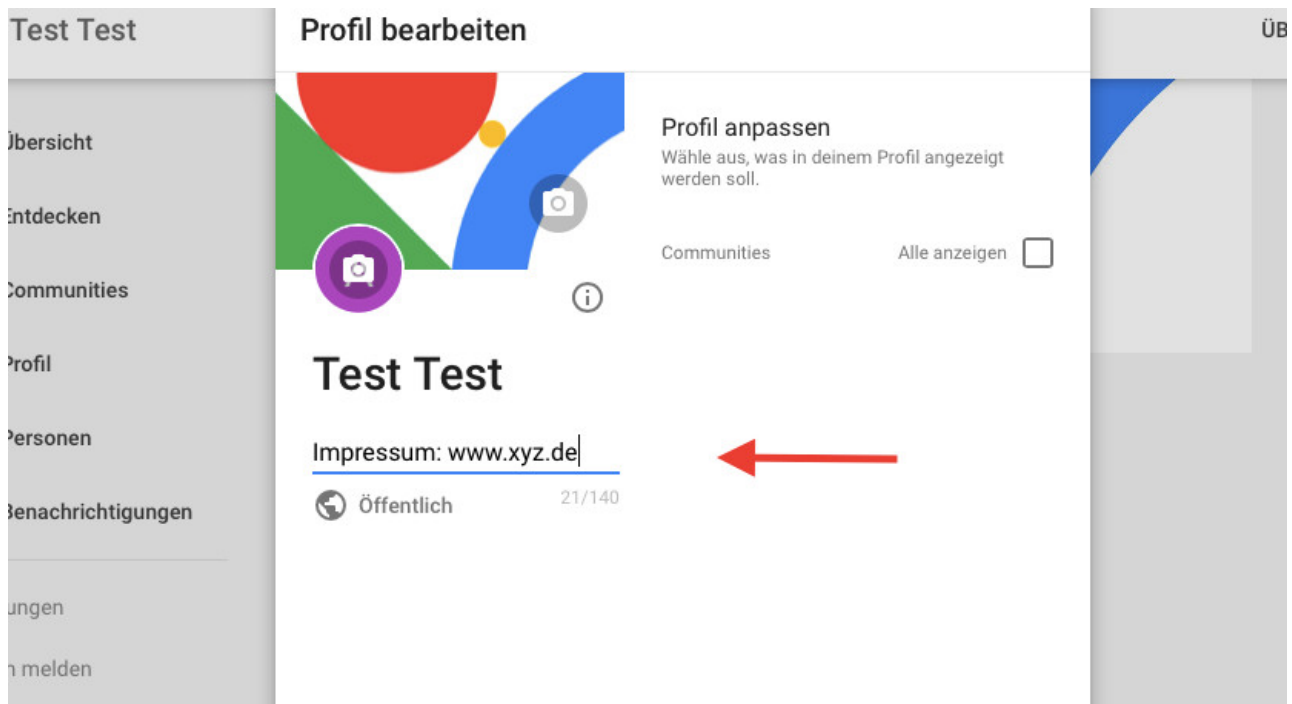 Test Test
Profil bearbeiten
ÜB
Übersicht
Entdecken
Communities
Profil
Personen
Benachrichtigungen
ungen
n melden
Profil anpassen
Wähle aus, was in deinem Profil angezeigt
werden soll.
Communities Alle anzeigen
Test Test
Impressum: www.xyz.de
Öffentlich 21/140